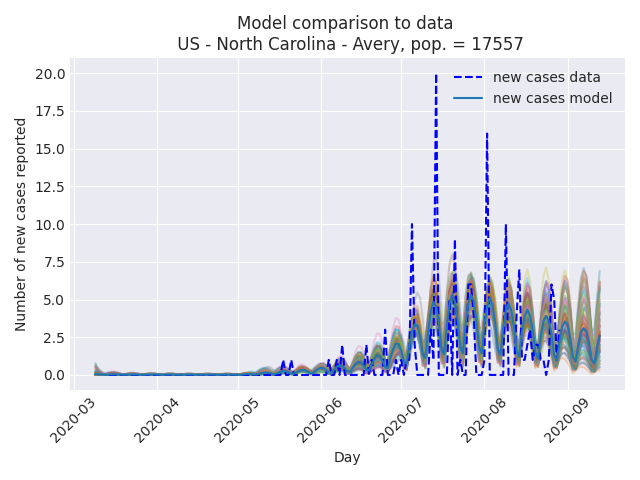 Model comparison to data
US - North Carolina - Avery, pop. = 17557
new cases data
new cases model
Number of new cases reported
20.0
17.5
15.0
12.5
10.0
7.5
5.0
2.5
0.0
2020-03
2020-04
2020-05
2020-06
2020-07
2020-08
2020-09
Day